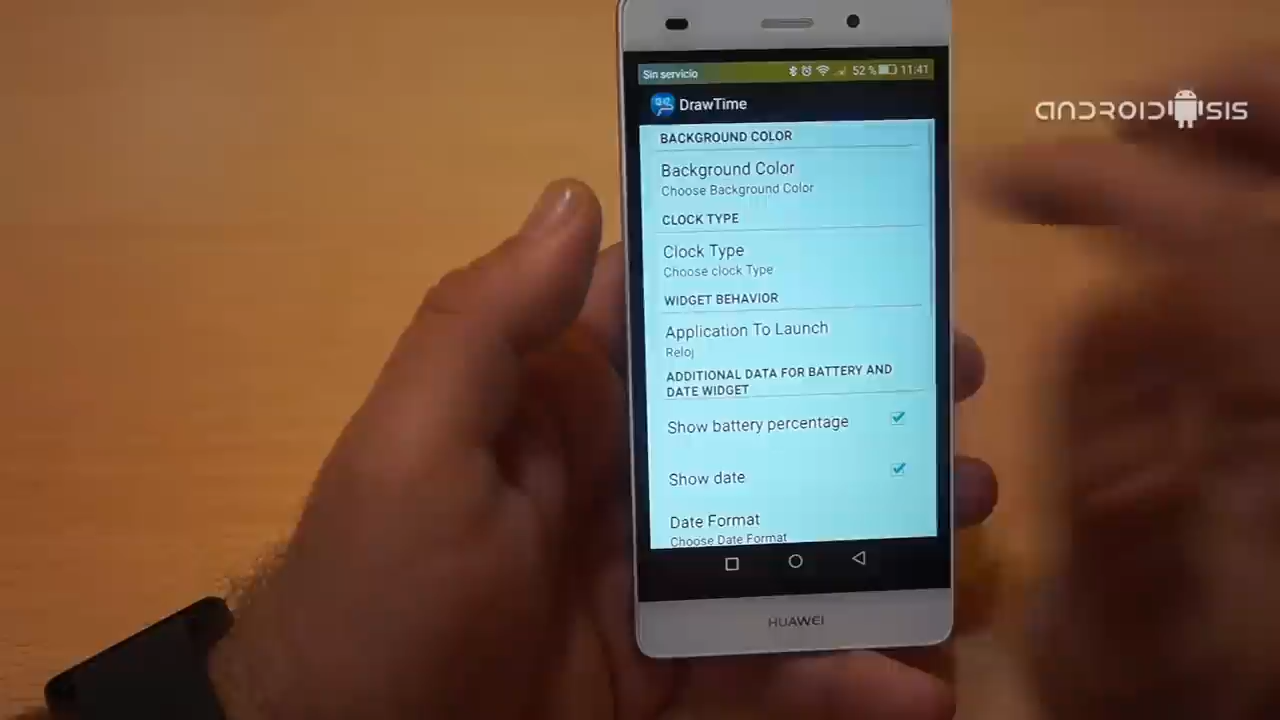 Sin servicio 52 % 11:41
DrawTime
ANDROIDSIS
BACKGROUND COLOR
Background Color
Choose Background Color
CLOCK TYPE
Clock Type
Choose clock Type
WIDGET BEHAVIOR
Application To Launch
Reloj
ADDITIONAL DATA FOR BATTERY AND
DATE WIDGET
Show battery percentage
Show date
Date Format
Choose Date Format
HUAWEI